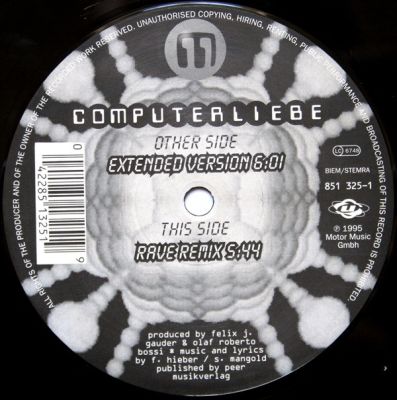 ALL RIGHTS OF THE PRODUCER AND OF THE OWNER OF THE RECORDED WORK RESERVED. UNAUTHORISED COPYING, HIRING, RENTING, PUBLIC PERFORMANCE AND BROADCASTING OF THIS RECORD IS PROHIBITED.
COMPUTERLIEBE
OTHER SIDE
EXTENDED VERSION 6:01
LC 6748
BIEM/STEMRA
851 325-1
0 42285 13251 9
THIS SIDE
RAVE REMIX 5:44
℗ 1995
Motor Music
Gmbh
produced by felix j.
gauder & olaf roberto
bossi * music and lyrics
by f. hieber / s. mangold
published by peer
musikverlag